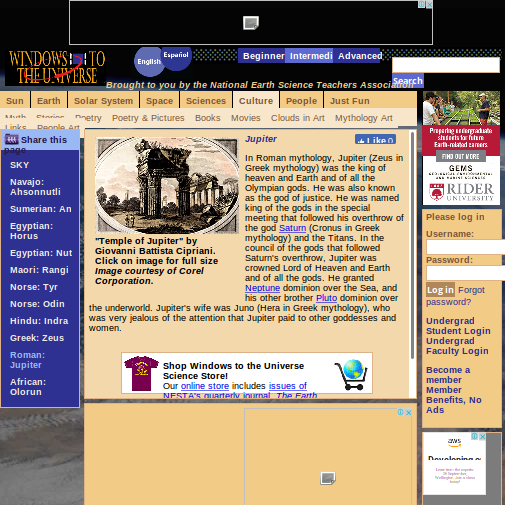 WINDOWS TO
THE UNIVERSE
English
Español
Beginner Intermedi Advanced
Search
Brought to you by the National Earth Science Teachers Association
Sun Earth Solar System Space Sciences Culture People Just Fun
Myth Stories Poetry Poetry & Pictures Books Movies Clouds in Art Mythology Art
Links People Art
Share this
page
SKY
Navajo:
Ahsonnutli
Sumerian: An
Egyptian:
Horus
Egyptian: Nut
Maori: Rangi
Norse: Tyr
Norse: Odin
Hindu: Indra
Greek: Zeus
Roman:
Jupiter
African:
Olorun
"Temple of Jupiter" by
Giovanni Battista Cipriani.
Click on image for full size
Image courtesy of Corel
Corporation.
Jupiter
Like 0
In Roman mythology, Jupiter (Zeus in
Greek mythology) was the king of
heaven and Earth and of all the
Olympian gods. He was also known
as the god of justice. He was named
king of the gods in the special
meeting that followed his overthrow of
the god Saturn (Cronus in Greek
mythology) and the Titans. In the
council of the gods that followed
Saturn's overthrow, Jupiter was
crowned Lord of Heaven and Earth
and of all the gods. He granted
Neptune dominion over the Sea, and
his other brother Pluto dominion over
the underworld. Jupiter's wife was Juno (Hera in Greek mythology), who
was very jealous of the attention that Jupiter paid to other goddesses and
women.
Shop Windows to the Universe
Science Store!
Our online store includes issues of
NESTA's quarterly journal, The Earth
Preparing undergraduate
students for your future
Earth-related careers
FIND OUT MORE
GEMS
RIDER
UNIVERSITY
Please log in
Username:
Password:
Log in Forgot
password?
Undergrad
Student Login
Undergrad
Faculty Login
Become a
member
Member
Benefits, No
Ads
aws